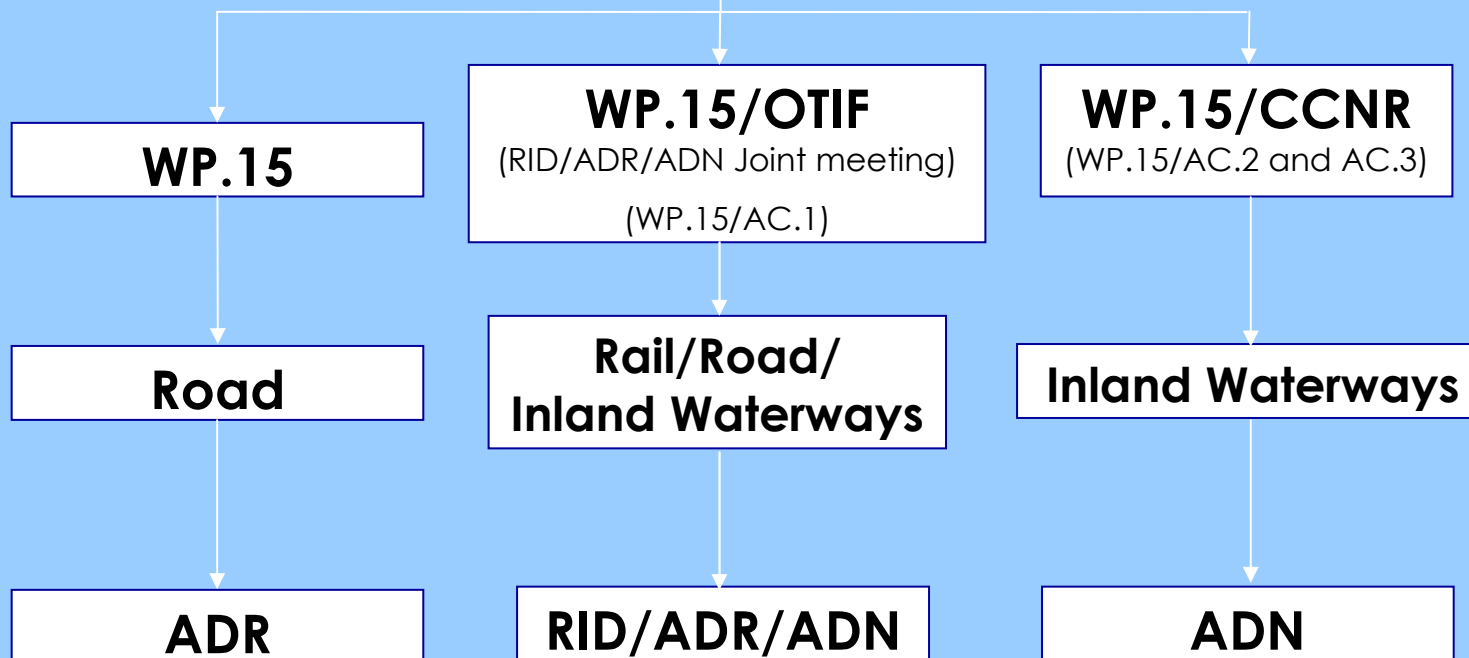 WP.15
WP.15/OTIF
(RID/ADR/ADN Joint meeting)
(WP.15/AC.1)
WP.15/CCNR
(WP.15/AC.2 and AC.3)
Road
Rail/Road/
Inland Waterways
Inland Waterways
ADR
RID/ADR/ADN
ADN